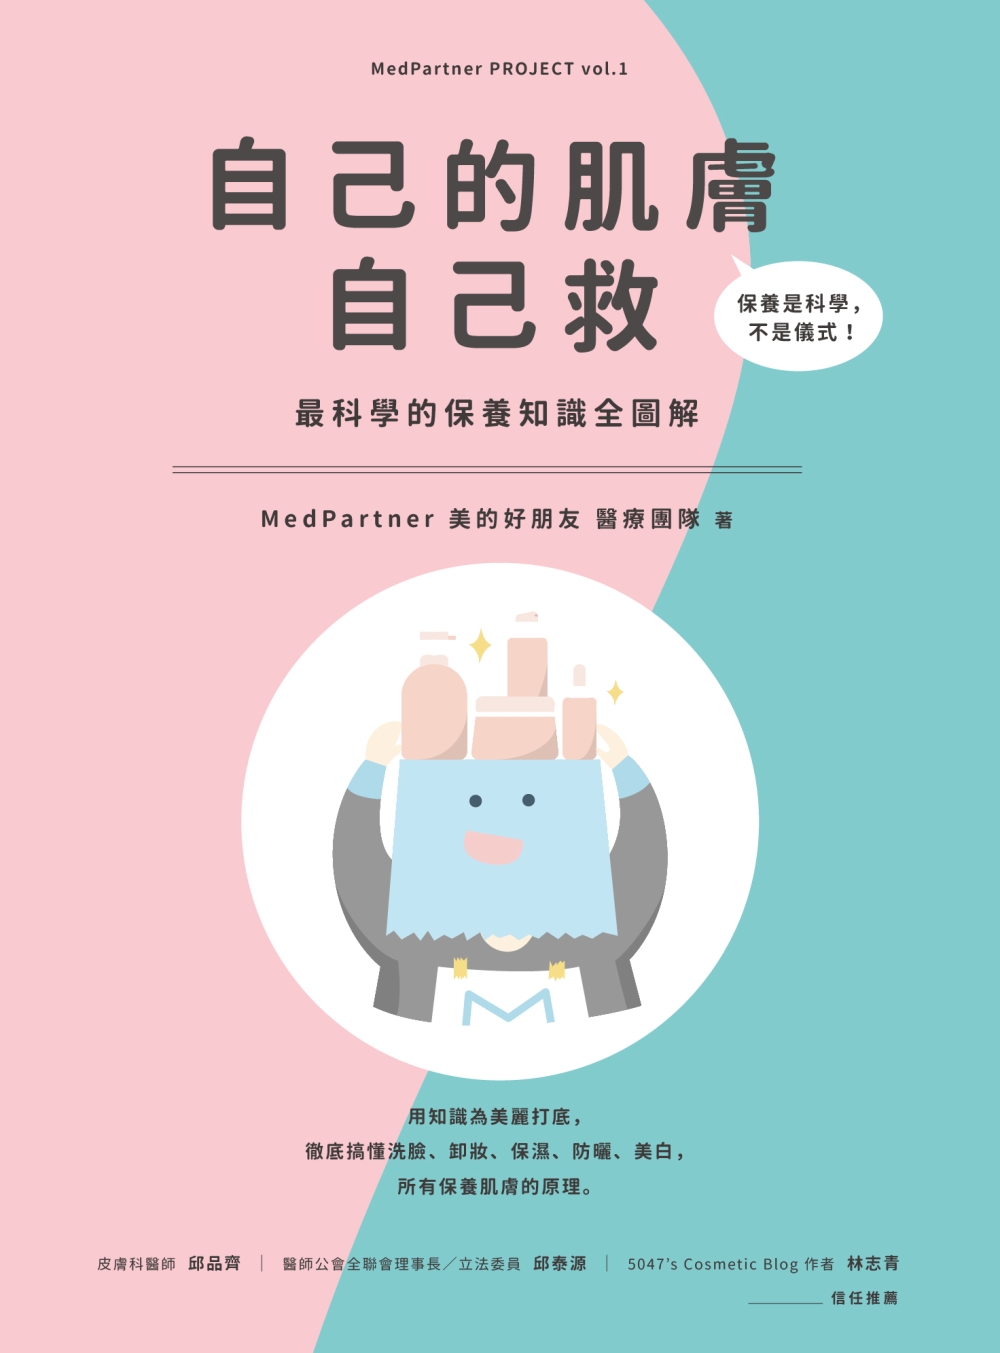 MedPartner PROJECT vol.1
自己的肌膚
自己救
保養是科學，
不是儀式！
最科學的保養知識全圖解
MedPartner 美的好朋友 醫療團隊 著
用知識為美麗打底，
徹底搞懂洗臉、卸妝、保濕、防曬、美白，
所有保養肌膚的原理。
皮膚科醫師 邱品齊｜醫師公會全聯會理事長／立法委員 邱泰源｜5047’s Cosmetic Blog 作者 林志青
信任推薦